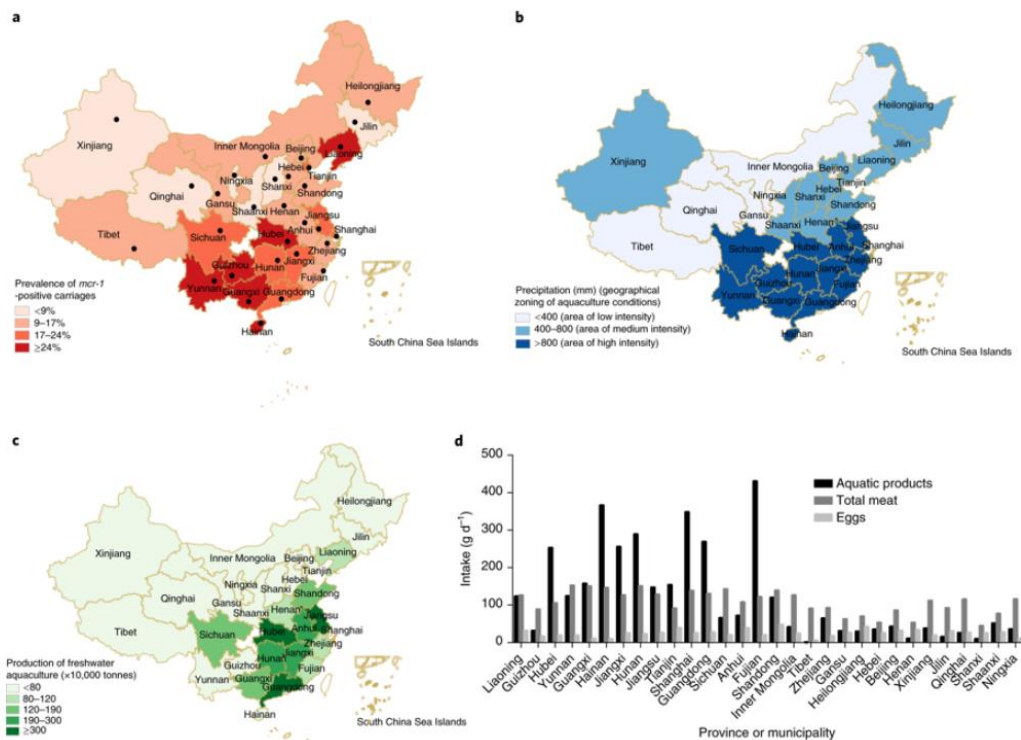 a
Heilongjiang
Jilin
Xinjiang
Inner Mongolia
Beijing
Liaoning
Hebei
Tianjin
Ningxia
Shanxi
Shandong
Qinghai
Gansu
Shaanxi
Henan
Jiangsu
Tibet
Sichuan
Hubei
Anhui
Shanghai
Zhejiang
Guizhou
Hunan
Jiangxi
Yunnan
Fujian
Guangxi
Guangdong
Hainan
South China Sea Islands
Prevalence of mcr-1
-positive carriages
<9%
9–17%
17–24%
≥24%
b
Heilongjiang
Jilin
Xinjiang
Liaoning
Inner Mongolia
Beijing
Tianjin
Hebei
Ningxia
Shanxi
Shandong
Qinghai
Gansu
Shaanxi
Henan
Jiangsu
Tibet
Sichuan
Hubei
Anhui
Shanghai
Zhejiang
Hunan
Jiangxi
Guizhou
Fujian
Yunnan
Guangxi
Guangdong
Hainan
South China Sea Islands
Precipitation (mm) (geographical
zoning of aquaculture conditions)
<400 (area of low intensity)
400–800 (area of medium intensity)
>800 (area of high intensity)
c
Heilongjiang
Jilin
Xinjiang
Liaoning
Inner Mongolia
Beijing
Tianjin
Hebei
Ningxia
Shanxi
Shandong
Qinghai
Gansu
Shaanxi
Henan
Jiangsu
Tibet
Sichuan
Hubei
Anhui
Shanghai
Zhejiang
Hunan
Jiangxi
Guizhou
Fujian
Yunnan
Guangxi
Guangdong
Hainan
South China Sea Islands
Production of freshwater
aquaculture (×10,000 tonnes)
<80
80–120
120–190
190–300
≥300
d
500
400
300
200
100
0
Intake (g d⁻¹)
Aquatic products
Total meat
Eggs
Liaoning
Guizhou
Hubei
Yunnan
Guangxi
Hainan
Jiangxi
Hunan
Jiangsu
Tianjin
Shanghai
Guangdong
Sichuan
Anhui
Fujian
Shandong
Inner Mongolia
Tibet
Zhejiang
Gansu
Heilongjiang
Hebei
Beijing
Henan
Xinjiang
Jilin
Qinghai
Shaanxi
Shanxi
Ningxia
Province or municipality